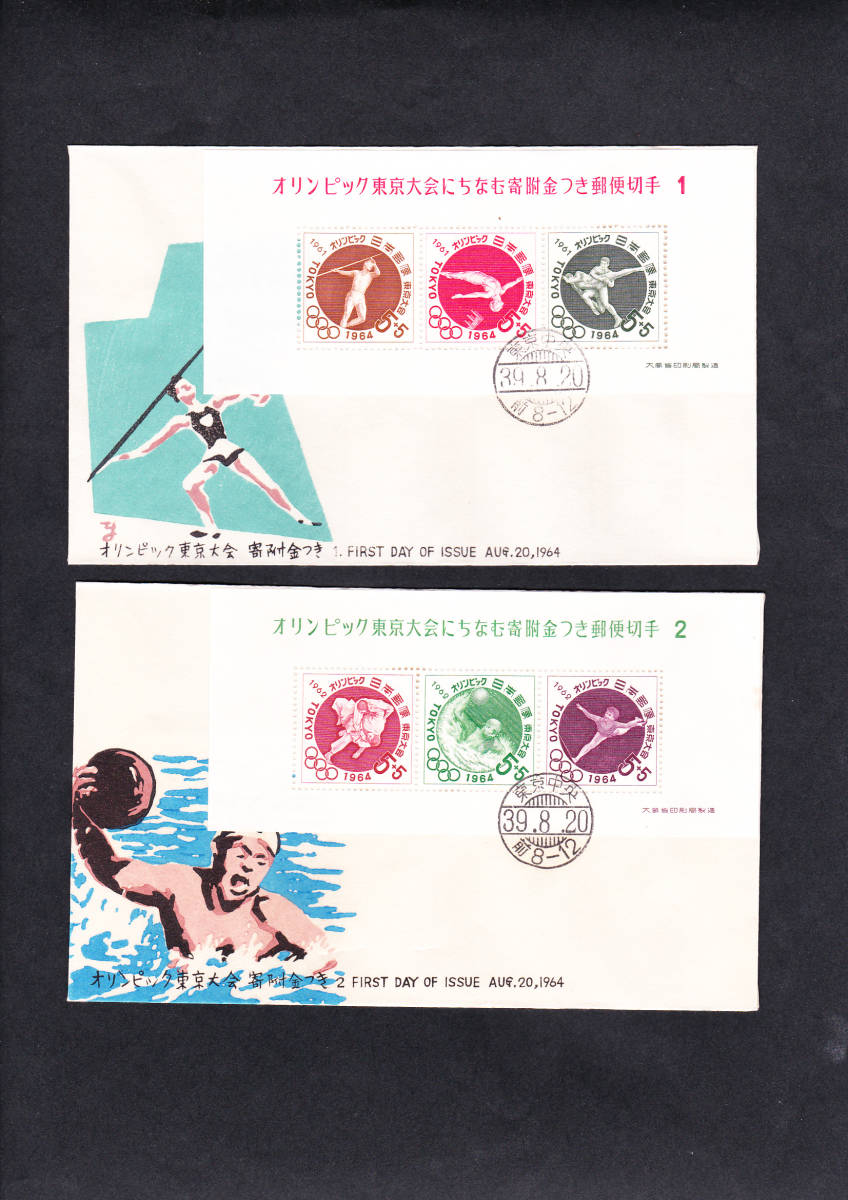 オリンピック東京大会にちなむ寄附金つき郵便切手 1
1961 オリンピック 日本郵便 東京大会
TOKYO
1964
5+5
1961 オリンピック 日本郵便 東京大会
TOKYO
1964
5+5
1961 オリンピック 日本郵便 東京大会
TOKYO
1964
5+5
大蔵省印刷局製造
東京中央
39.8.20
前8-12
オリンピック東京大会 寄附金つき 1. FIRST DAY OF ISSUE AUG.20,1964
オリンピック東京大会にちなむ寄附金つき郵便切手 2
1962 オリンピック 日本郵便 東京大会
TOKYO
1964
5+5
1962 オリンピック 日本郵便 東京大会
TOKYO
1964
5+5
1962 オリンピック 日本郵便 東京大会
TOKYO
1964
5+5
大蔵省印刷局製造
東京中央
39.8.20
前8-12
オリンピック東京大会 寄附金つき 2 FIRST DAY OF ISSUE AUG.20,1964